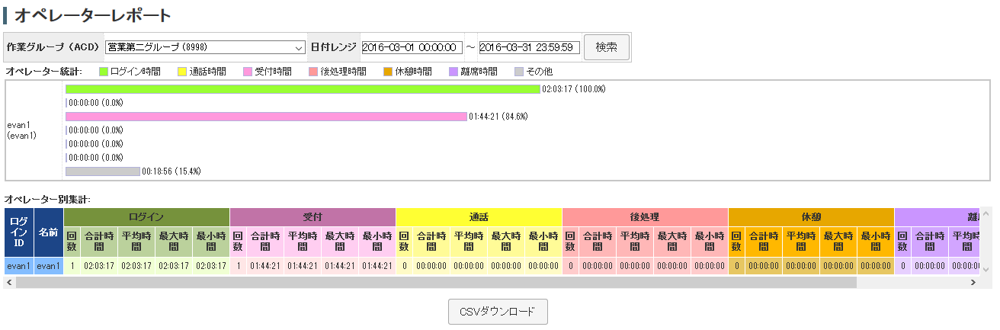 オペレーターレポート
作業グループ（ACD） 営業第二グループ (8998) 日付レンジ 2016-03-01 00:00:00 ～ 2016-03-31 23:59:59 検索
オペレーター統計: ログイン時間 通話時間 受付時間 後処理時間 休憩時間 離席時間 その他
evan1
(evan1)
02:03:17 (100.0%)
00:00:00 (0.0%)
01:44:21 (84.6%)
00:00:00 (0.0%)
00:00:00 (0.0%)
00:00:00 (0.0%)
00:18:56 (15.4%)
オペレーター別集計:
ログイン ID 名前 ログイン 受付 通話 後処理 休憩
回数 合計時間 平均時間 最大時間 最小時間 回数 合計時間 平均時間 最大時間 最小時間 回数 合計時間 平均時間 最大時間 最小時間 回数 合計時間 平均時間 最大時間 最小時間 回数 合計時間 平均時間 最大時間 最小時間 回数 合計時間
evan1 evan1 1 02:03:17 02:03:17 02:03:17 02:03:17 1 01:44:21 01:44:21 01:44:21 01:44:21 0 00:00:00 00:00:00 00:00:00 00:00:00 0 00:00:00 00:00:00 00:00:00 00:00:00 0 00:00:00 00:00:00 00:00:00 00:00:00 0 00:00:00
CSVダウンロード